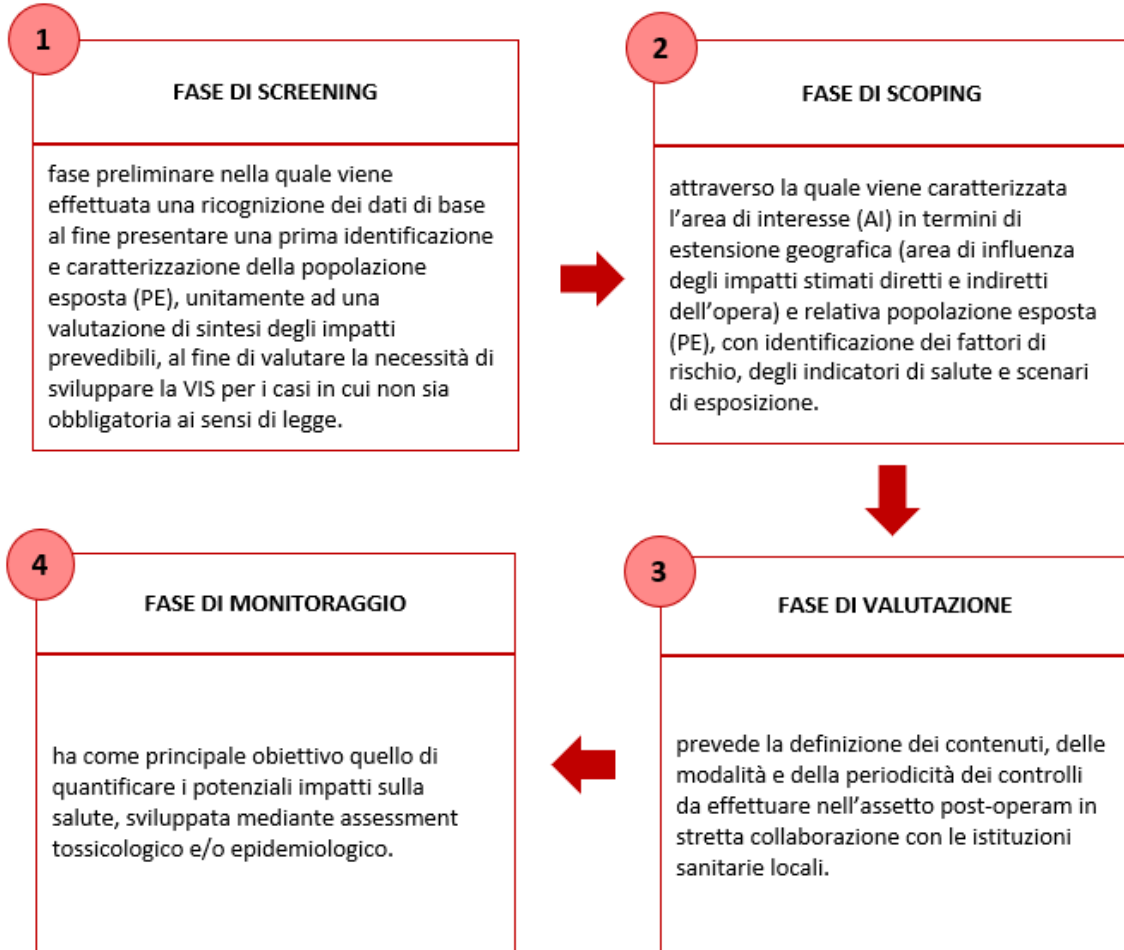 1
FASE DI SCREENING
fase preliminare nella quale viene
effettuata una ricognizione dei dati di base
al fine presentare una prima identificazione
e caratterizzazione della popolazione
esposta (PE), unitamente ad una
valutazione di sintesi degli impatti
prevedibili, al fine di valutare la necessità di
sviluppare la VIS per i casi in cui non sia
obbligatoria ai sensi di legge.
2
FASE DI SCOPING
attraverso la quale viene caratterizzata
l’area di interesse (AI) in termini di
estensione geografica (area di influenza
degli impatti stimati diretti e indiretti
dell’opera) e relativa popolazione esposta
(PE), con identificazione dei fattori di
rischio, degli indicatori di salute e scenari
di esposizione.
3
FASE DI VALUTAZIONE
prevede la definizione dei contenuti, delle
modalità e della periodicità dei controlli
da effettuare nell’assetto post-operam in
stretta collaborazione con le istituzioni
sanitarie locali.
4
FASE DI MONITORAGGIO
ha come principale obiettivo quello di
quantificare i potenziali impatti sulla
salute, sviluppata mediante assessment
tossicologico e/o epidemiologico.